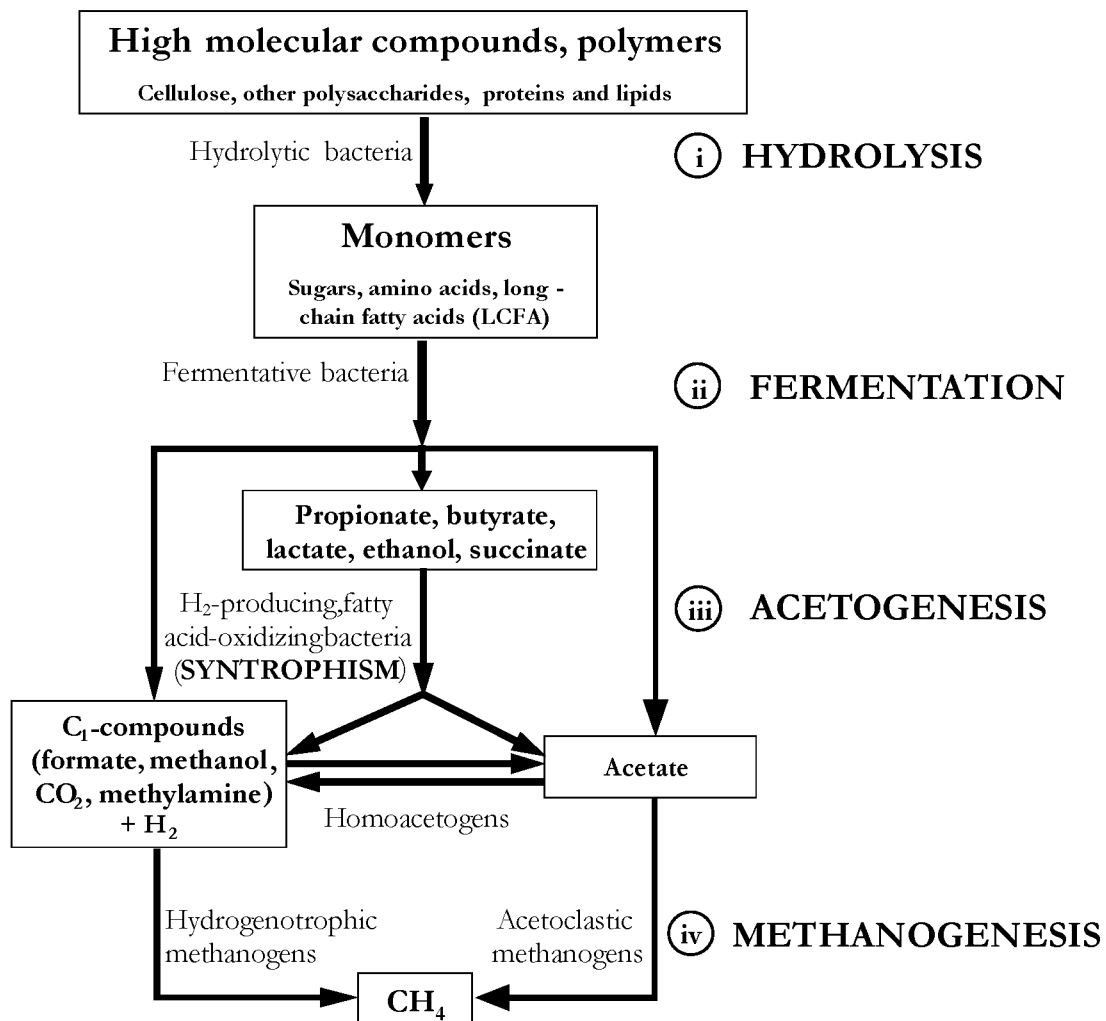 High molecular compounds, polymers
Cellulose, other polysaccharides, proteins and lipids
Hydrolytic bacteria
i HYDROLYSIS
Monomers
Sugars, amino acids, long -
chain fatty acids (LCFA)
Fermentative bacteria
ii FERMENTATION
Propionate, butyrate,
lactate, ethanol, succinate
H₂-producing,fatty
acid-oxidizingbacteria
(SYNTROPHISM)
iii ACETOGENESIS
C₁-compounds
(formate, methanol,
CO₂, methylamine)
+ H₂
Acetate
Homoacetogens
Hydrogenotrophic
methanogens
Acetoclastic
methanogens
iv METHANOGENESIS
CH₄